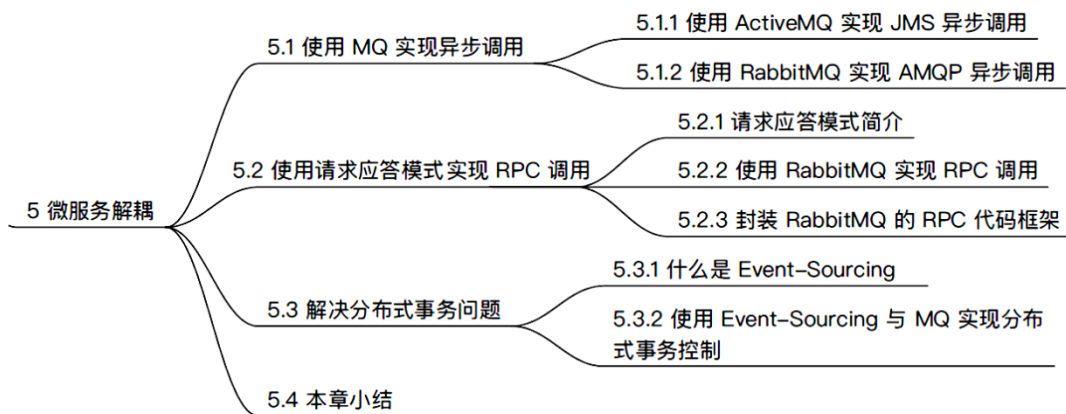 5 微服务解耦
5.1 使用 MQ 实现异步调用
5.1.1 使用 ActiveMQ 实现 JMS 异步调用
5.1.2 使用 RabbitMQ 实现 AMQP 异步调用
5.2 使用请求应答模式实现 RPC 调用
5.2.1 请求应答模式简介
5.2.2 使用 RabbitMQ 实现 RPC 调用
5.2.3 封装 RabbitMQ 的 RPC 代码框架
5.3 解决分布式事务问题
5.3.1 什么是 Event–Sourcing
5.3.2 使用 Event–Sourcing 与 MQ 实现分布
式事务控制
5.4 本章小结